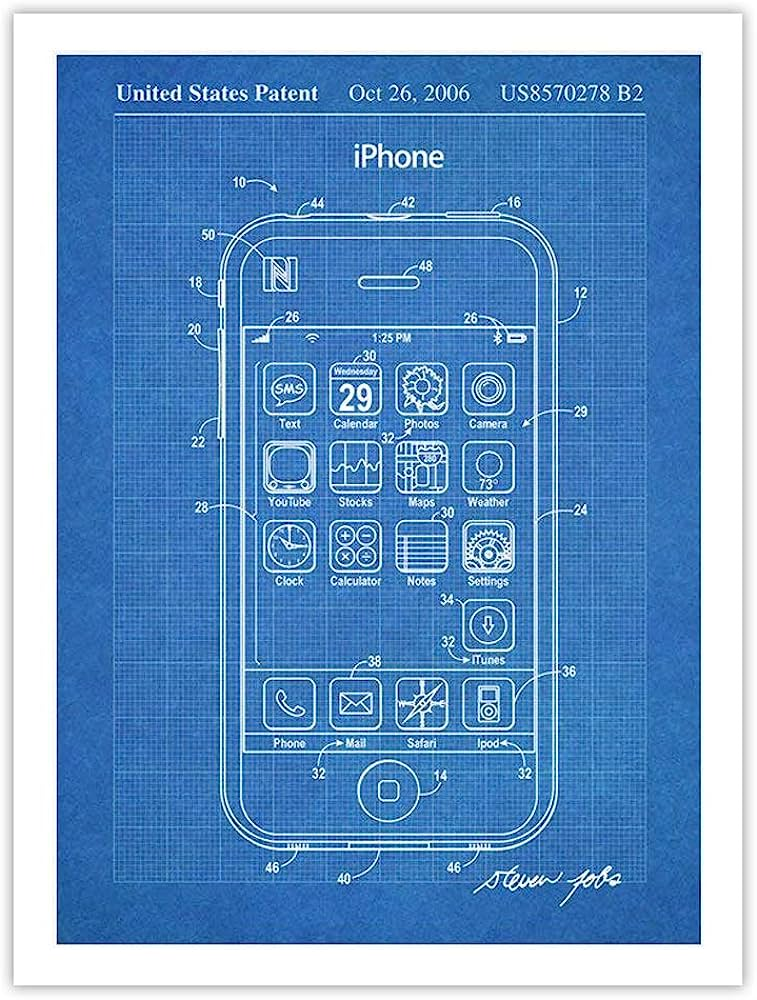 United States Patent Oct 26, 2006 US8570278 B2
iPhone
10 44 42 16
50 N 48
18 12
20 26 26
1:25 PM
30
SMS Wednesday 29
Text Calendar Photos Camera
32 29
22
280 73°
YouTube Stocks Maps Weather
28 30 24
Clock Calculator Notes Settings
34
32 iTunes
38 36
W E
Phone Mail Safari Ipod
32 32
14
46 40 46
steven jobs